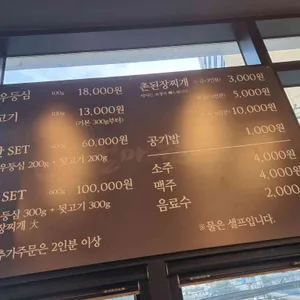 우등심 100g 18,000원
고기 100g 13,000원
(기본 300g부터)
SET 60,000원
우등심 200g + 뒷고기 200g
SET 100,000원
등심 300g + 뒷고기 300g
장찌개 大
추가주문은 2인분 이상
촌된장찌개 3,000원
5,000원
10,000원
공기밥 1,000원
소주 4,000원
맥주 4,000원
음료수 2,000
※물은 셀프입니다.